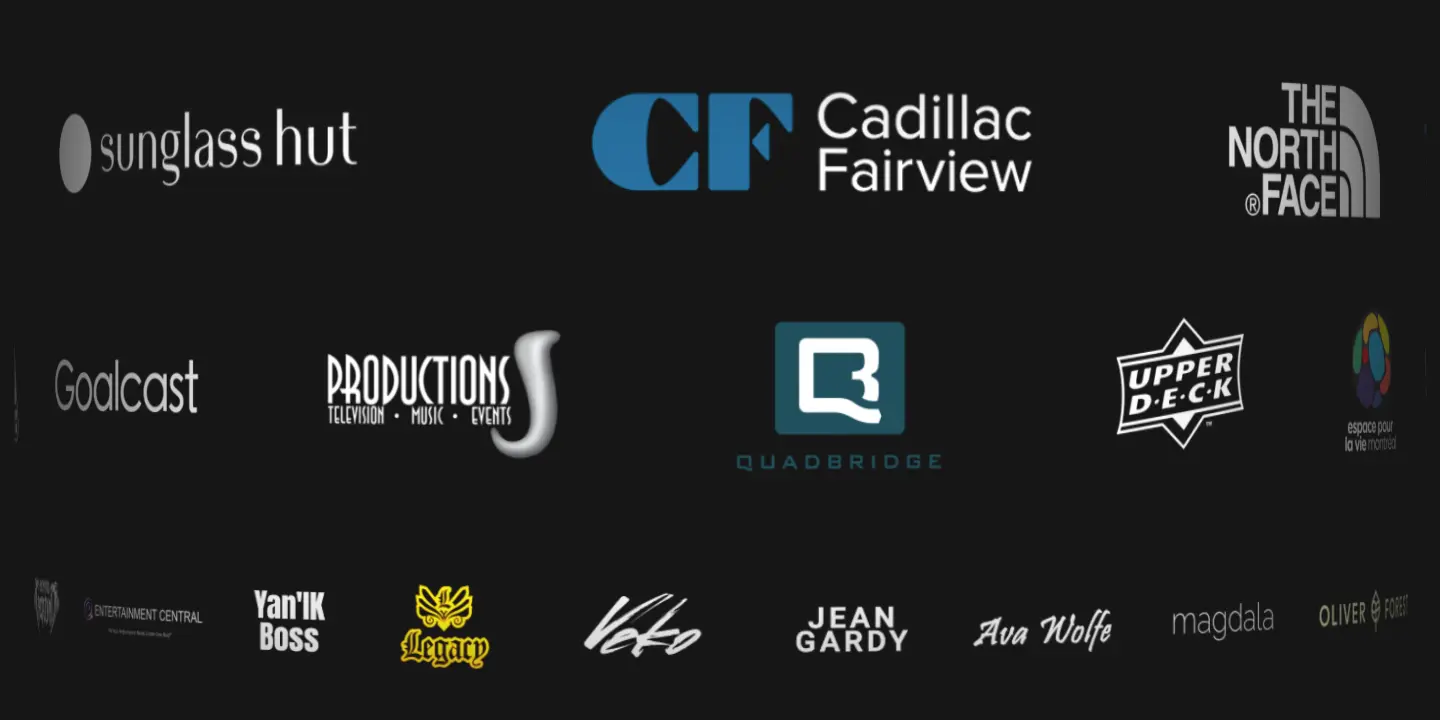 sunglass hut
CF Cadillac
Fairview
THE
NORTH
FACE
®
Goalcast
PRODUCTIONS J
TELEVISION • MUSIC • EVENTS
QUADBRIDGE
UPPER
D·E·C·K
™
espace pour
la vie montréal
ENTERTAINMENT CENTRAL
Yan'IK
Boss
L
Legacy
Veko
JEAN
GARDY
Ava Wolfe
magdala
OLIVER FOREST